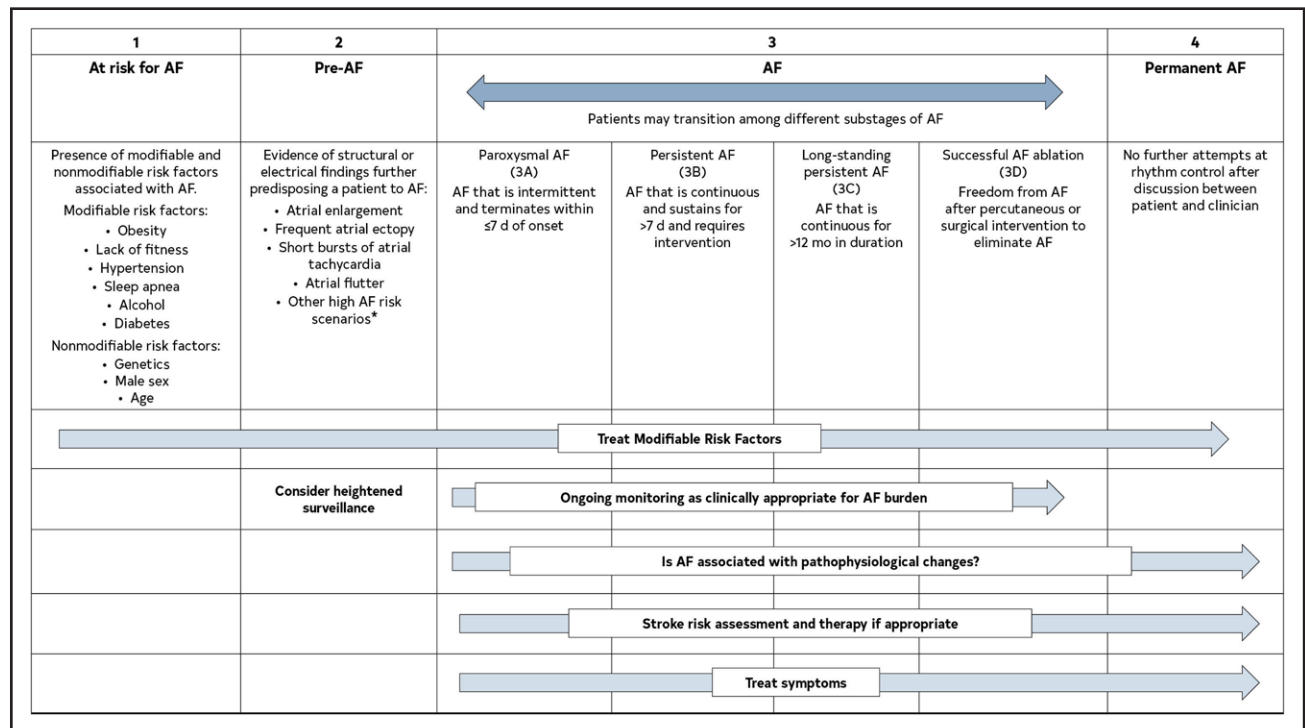 1
2
3
4
At risk for AF
Pre-AF
AF
Permanent AF
Patients may transition among different substages of AF
Presence of modifiable and
nonmodifiable risk factors
associated with AF.
Modifiable risk factors:
• Obesity
• Lack of fitness
• Hypertension
• Sleep apnea
• Alcohol
• Diabetes
Nonmodifiable risk factors:
• Genetics
• Male sex
• Age
Evidence of structural or
electrical findings further
predisposing a patient to AF:
• Atrial enlargement
• Frequent atrial ectopy
• Short bursts of atrial
tachycardia
• Atrial flutter
• Other high AF risk
scenarios*
Paroxysmal AF
(3A)
AF that is intermittent
and terminates within
≤7 d of onset
Persistent AF
(3B)
AF that is continuous
and sustains for
>7 d and requires
intervention
Long-standing
persistent AF
(3C)
AF that is
continuous for
>12 mo in duration
Successful AF ablation
(3D)
Freedom from AF
after percutaneous or
surgical intervention to
eliminate AF
No further attempts at
rhythm control after
discussion between
patient and clinician
Treat Modifiable Risk Factors
Consider heightened
surveillance
Ongoing monitoring as clinically appropriate for AF burden
Is AF associated with pathophysiological changes?
Stroke risk assessment and therapy if appropriate
Treat symptoms